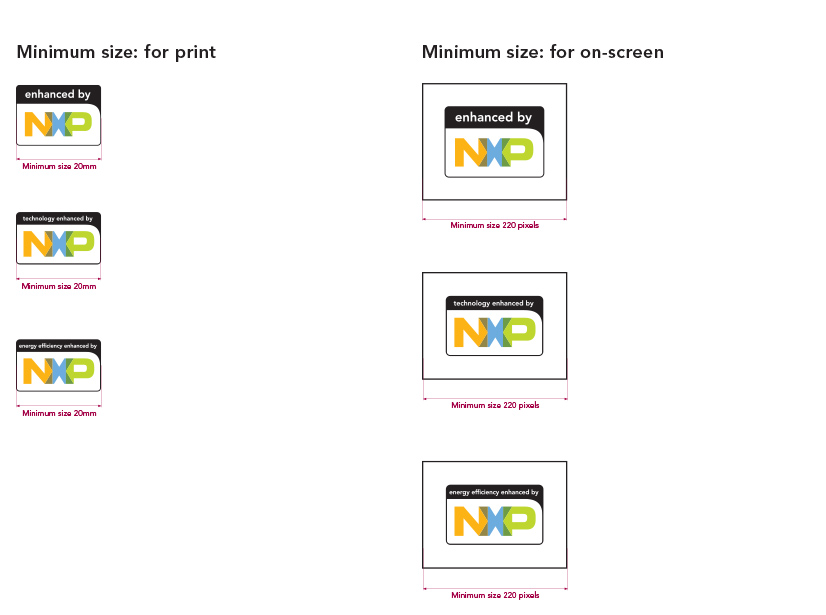 Minimum size: for print
enhanced by
NXP
Minimum size 20mm
technology enhanced by
NXP
Minimum size 20mm
energy efficiency enhanced by
NXP
Minimum size 20mm
Minimum size: for on-screen
enhanced by
NXP
Minimum size 220 pixels
technology enhanced by
NXP
Minimum size 220 pixels
energy efficiency enhanced by
NXP
Minimum size 220 pixels